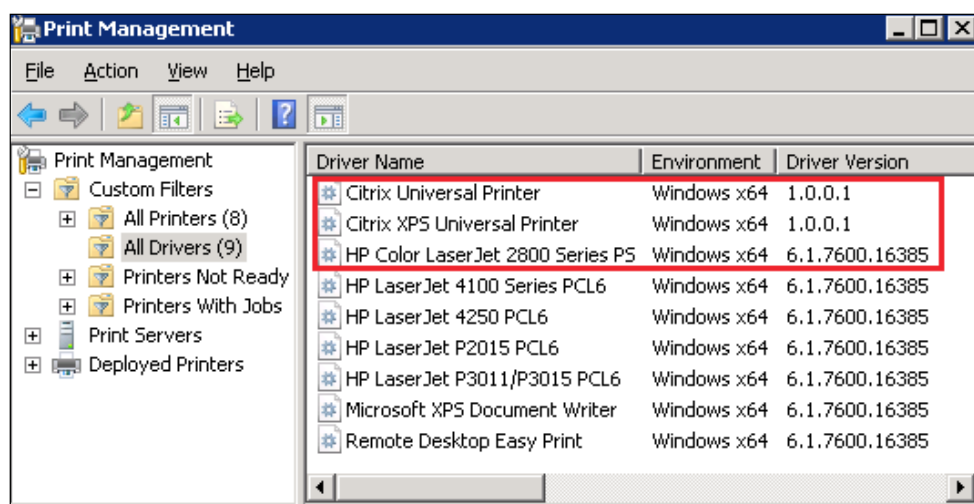 Print Management
File Action View Help
Print Management
Custom Filters
All Printers (8)
All Drivers (9)
Printers Not Ready
Printers With Jobs
Print Servers
Deployed Printers
Driver Name Environment Driver Version
Citrix Universal Printer Windows x64 1.0.0.1
Citrix XPS Universal Printer Windows x64 1.0.0.1
HP Color LaserJet 2800 Series PS Windows x64 6.1.7600.16385
HP LaserJet 4100 Series PCL6 Windows x64 6.1.7600.16385
HP LaserJet 4250 PCL6 Windows x64 6.1.7600.16385
HP LaserJet P2015 PCL6 Windows x64 6.1.7600.16385
HP LaserJet P3011/P3015 PCL6 Windows x64 6.1.7600.16385
Microsoft XPS Document Writer Windows x64 6.1.7600.16385
Remote Desktop Easy Print Windows x64 6.1.7600.16385